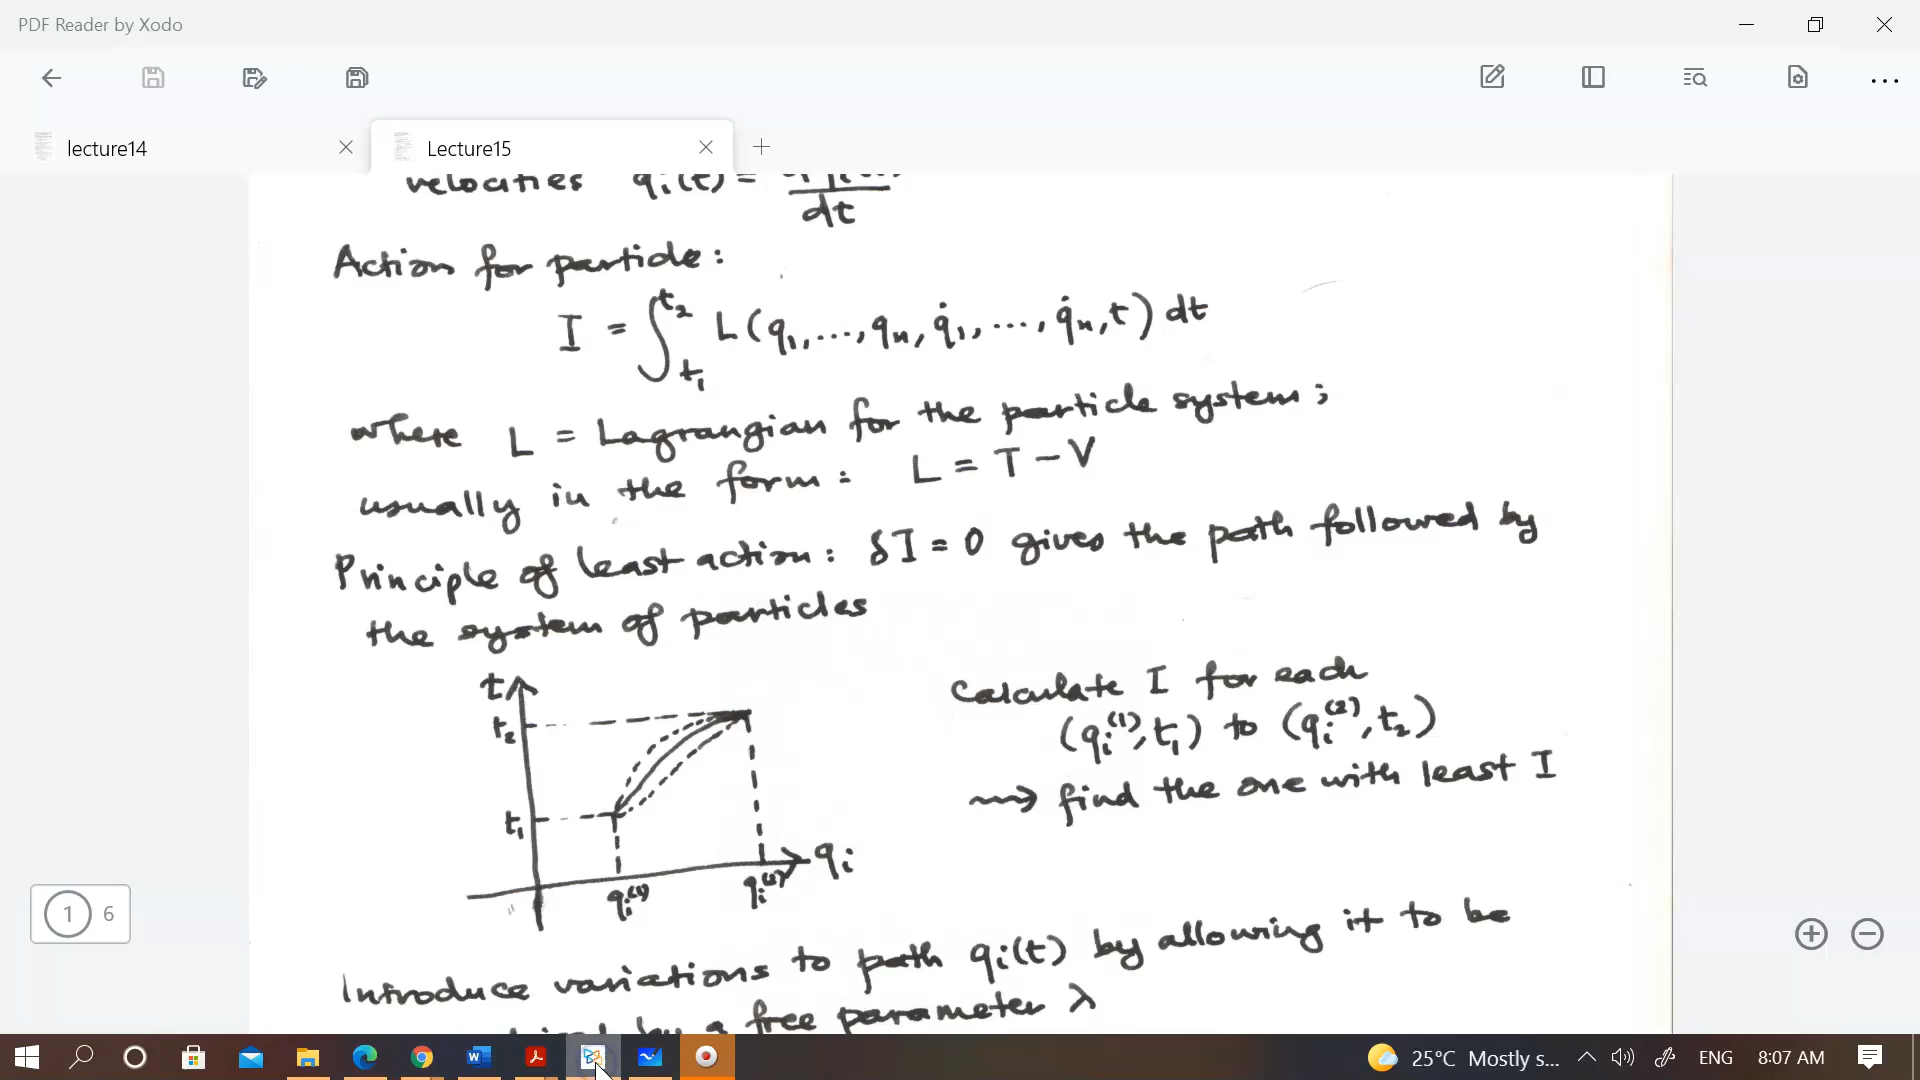 PDF Reader by Xodo
lecture14
Lecture15
velocities q̇ᵢ(t) =
dt
Action for particle:
I = ∫_{t₁}^{t₂} L(q₁, ..., qₙ, q̇₁, ..., q̇ₙ, t) dt
where L = Lagrangian for the particle system;
usually in the form: L = T − V
Principle of least action: δI = 0 gives the path followed by
the system of particles
t
t₂
t₁
qᵢ⁽¹⁾
qᵢ⁽²⁾
qᵢ
Calculate I for each
(qᵢ⁽¹⁾, t₁) to (qᵢ⁽²⁾, t₂)
⇝ find the one with least I
Introduce variations to path qᵢ(t) by allowing it to be
by a free parameter λ
1 6
25°C Mostly s...
ENG
8:07 AM